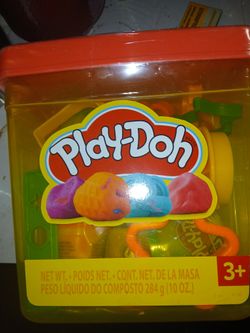 PLAY-DOH
NET WT. • POIDS NET. • CONT. NET. DE LA MASA
PESO LÍQUIDO DO COMPOSTO 284 g (10 OZ.)
3+